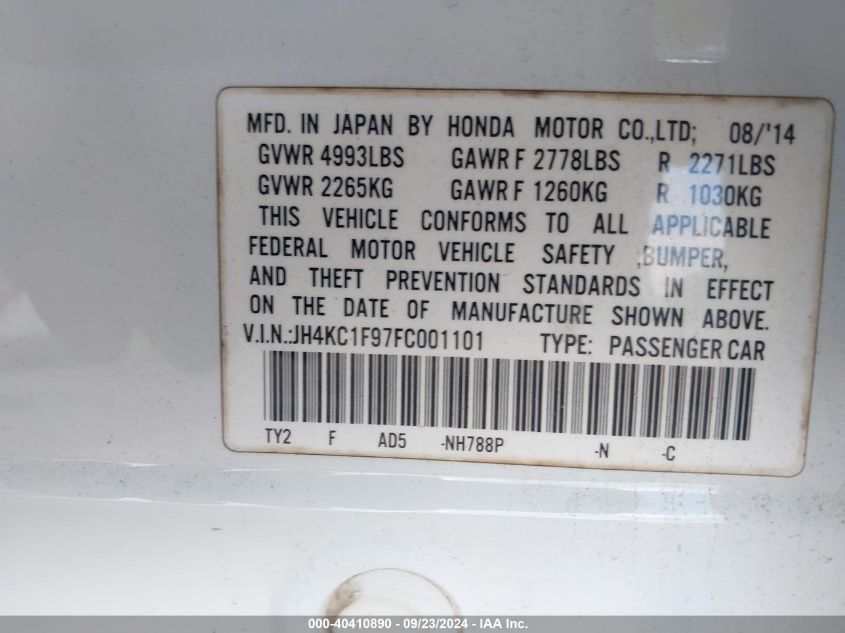 MFD. IN JAPAN BY HONDA MOTOR CO.,LTD; 08/'14
GVWR 4993LBS GAWR F 2778LBS R 2271LBS
GVWR 2265KG GAWR F 1260KG R 1030KG
THIS VEHICLE CONFORMS TO ALL APPLICABLE
FEDERAL MOTOR VEHICLE SAFETY ,BUMPER,
AND THEFT PREVENTION STANDARDS IN EFFECT
ON THE DATE OF MANUFACTURE SHOWN ABOVE.
V.I.N.:JH4KC1F97FC001101 TYPE: PASSENGER CAR
TY2 F AD5 -NH788P -N -C
000-40410890 - 09/23/2024 - IAA Inc.